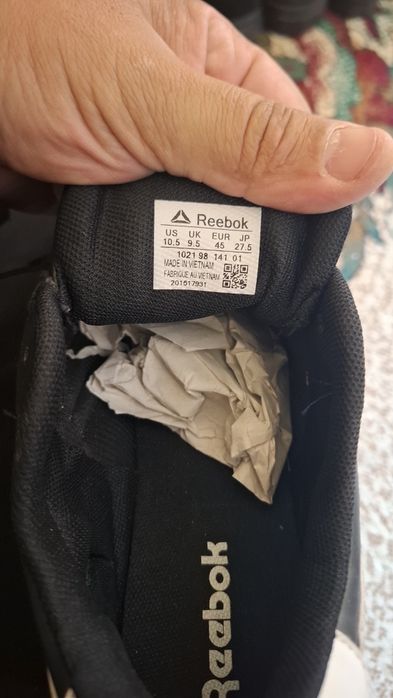 Reebok
US UK EUR JP
10.5 9.5 45 27.5
1021 98 141 01
MADE IN VIETNAM
FABRIQUE AU VIETNAM
201617931
Reebok